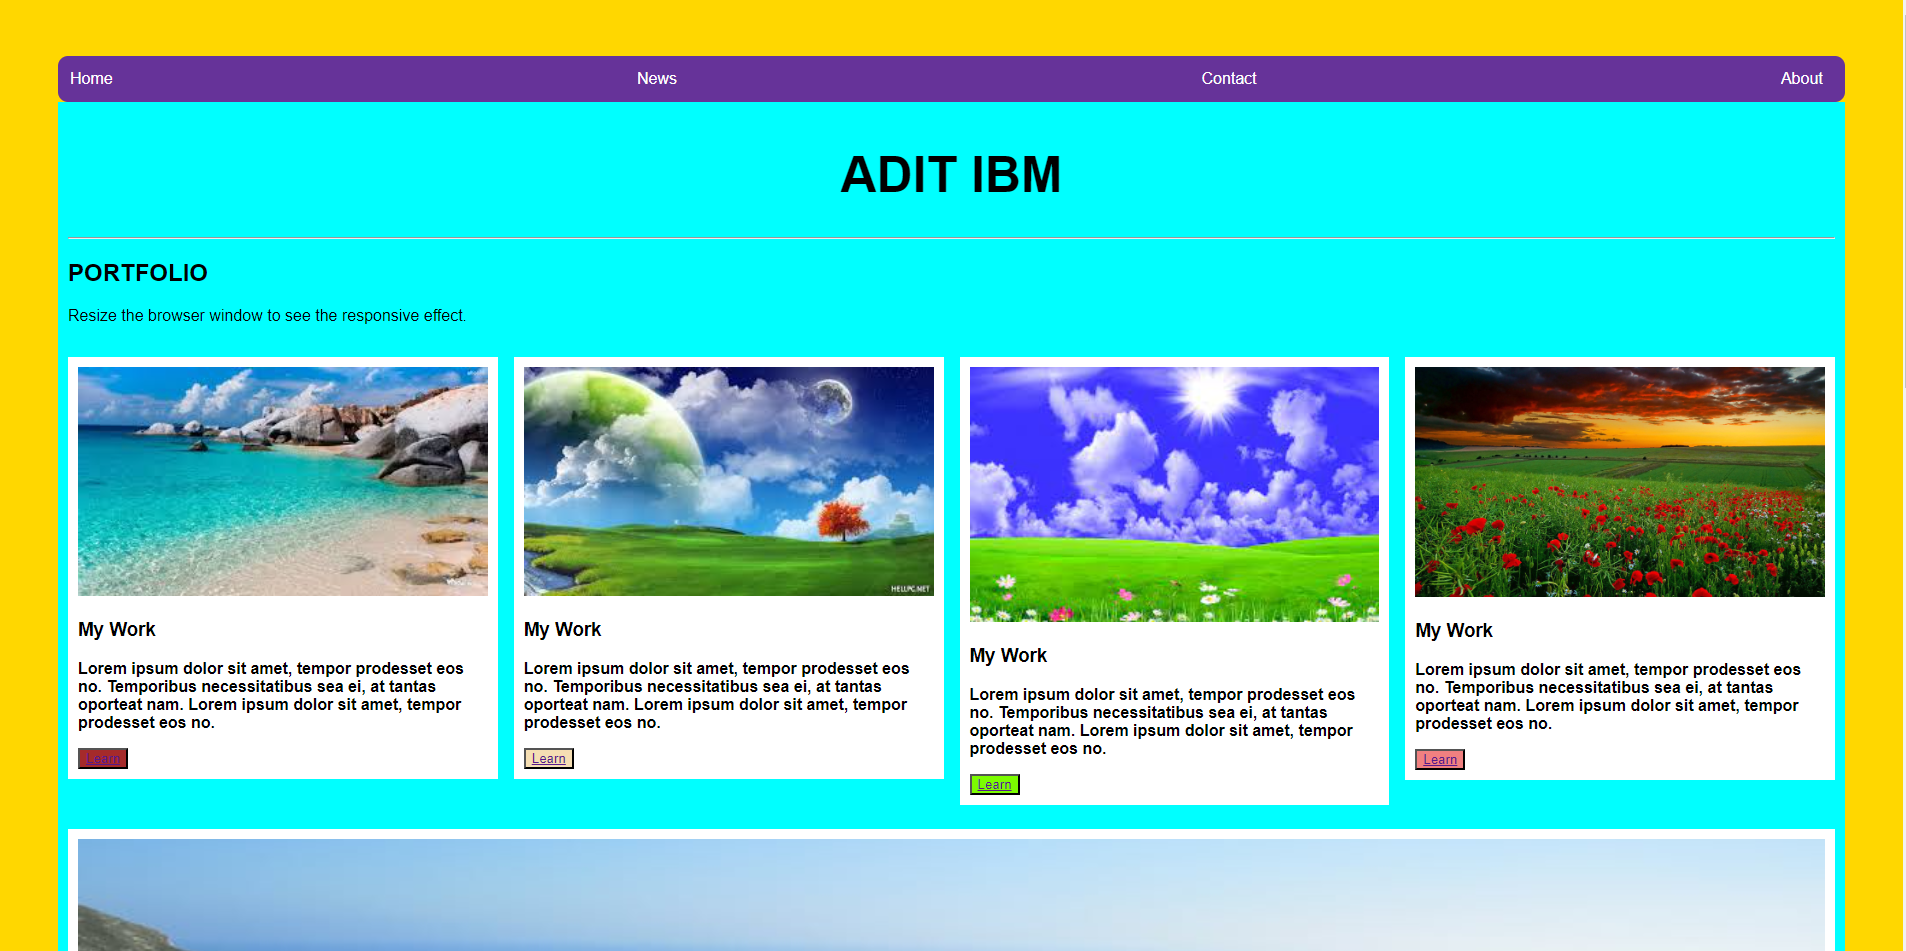 Home
News
Contact
About
ADIT IBM
PORTFOLIO
Resize the browser window to see the responsive effect.
HELLPC.NET
My Work
Lorem ipsum dolor sit amet, tempor prodesset eos
no. Temporibus necessitatibus sea ei, at tantas
oporteat nam. Lorem ipsum dolor sit amet, tempor
prodesset eos no.
Learn
My Work
Lorem ipsum dolor sit amet, tempor prodesset eos
no. Temporibus necessitatibus sea ei, at tantas
oporteat nam. Lorem ipsum dolor sit amet, tempor
prodesset eos no.
Learn
My Work
Lorem ipsum dolor sit amet, tempor prodesset eos
no. Temporibus necessitatibus sea ei, at tantas
oporteat nam. Lorem ipsum dolor sit amet, tempor
prodesset eos no.
Learn
My Work
Lorem ipsum dolor sit amet, tempor prodesset eos
no. Temporibus necessitatibus sea ei, at tantas
oporteat nam. Lorem ipsum dolor sit amet, tempor
prodesset eos no.
Learn